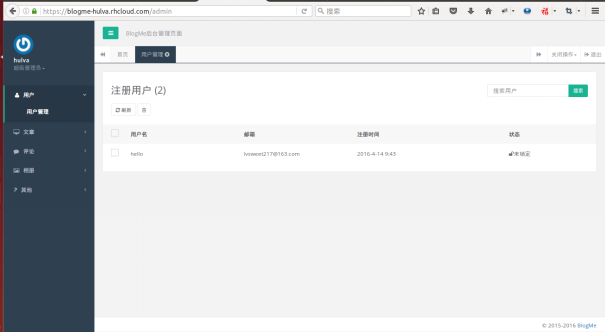 https://blogme-hulva.rhcloud.com/admin
搜索
hulva
超级管理员
用户
用户管理
文章
评论
相册
其他
BlogMe后台管理页面
首页
用户管理
关闭操作
退出
注册用户 (2)
搜索用户
搜索
刷新
用户名 邮箱 注册时间 状态
hello lvsweet217@163.com 2016-4-14 9:43 未锁定
© 2015-2016 BlogMe.